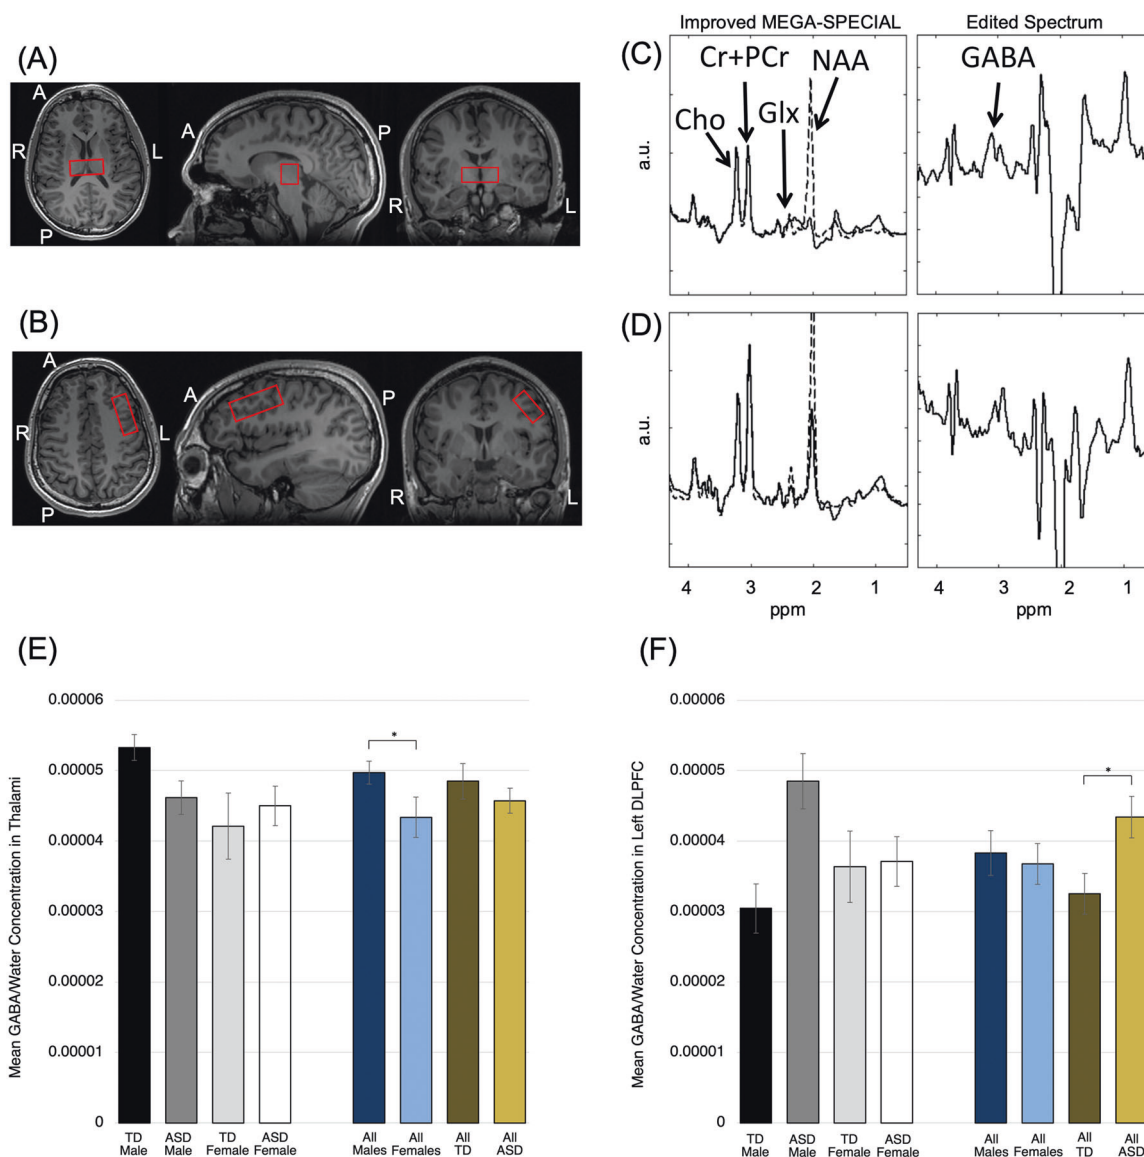 (A)
A
R
L
P
A
P
R
L
(B)
A
R
L
P
A
P
R
L
Improved MEGA-SPECIAL
Edited Spectrum
(C)
a.u.
Cr+PCr
NAA
Cho
Glx
GABA
(D)
a.u.
4 3 2 1
ppm
4 3 2 1
ppm
(E)
Mean GABA/Water Concentration in Thalami
0.00006
0.00005
0.00004
0.00003
0.00002
0.00001
0
*
TD Male
ASD Male
TD Female
ASD Female
All Males
All Females
All TD
All ASD
(F)
Mean GABA/Water Concentration in Left DLPFC
0.00006
0.00005
0.00004
0.00003
0.00002
0.00001
0
*
TD Male
ASD Male
TD Female
ASD Female
All Males
All Females
All TD
All ASD